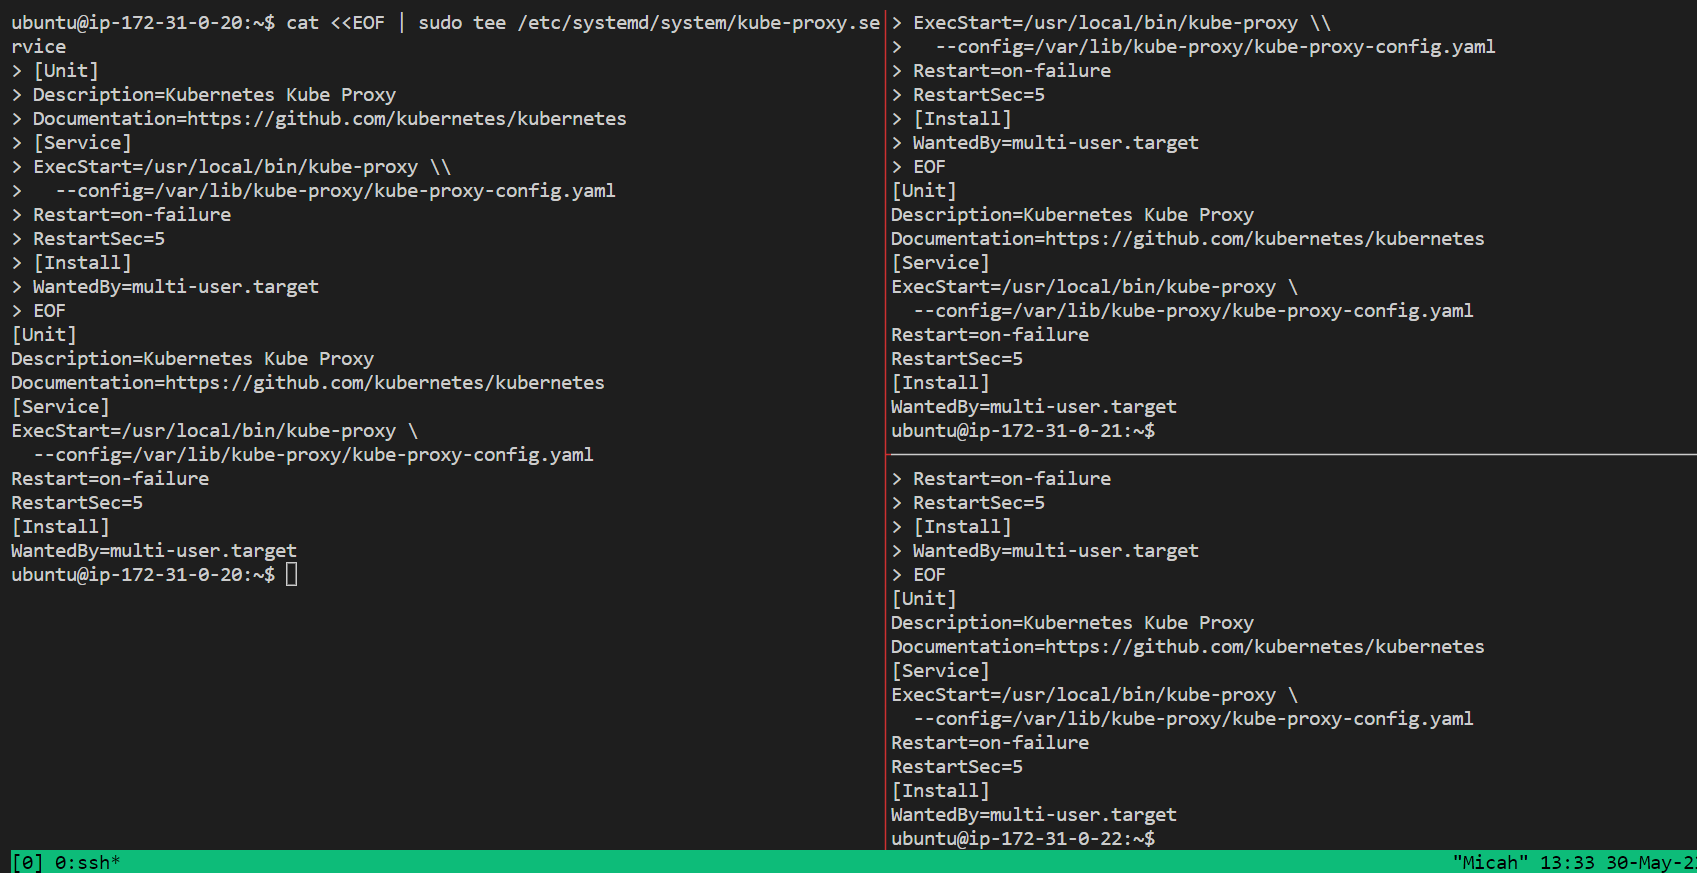 ubuntu@ip-172-31-0-20:~$ cat <<EOF | sudo tee /etc/systemd/system/kube-proxy.se
rvice
> [Unit]
> Description=Kubernetes Kube Proxy
> Documentation=https://github.com/kubernetes/kubernetes
> [Service]
> ExecStart=/usr/local/bin/kube-proxy \\
>   --config=/var/lib/kube-proxy/kube-proxy-config.yaml
> Restart=on-failure
> RestartSec=5
> [Install]
> WantedBy=multi-user.target
> EOF
[Unit]
Description=Kubernetes Kube Proxy
Documentation=https://github.com/kubernetes/kubernetes
[Service]
ExecStart=/usr/local/bin/kube-proxy \
  --config=/var/lib/kube-proxy/kube-proxy-config.yaml
Restart=on-failure
RestartSec=5
[Install]
WantedBy=multi-user.target
ubuntu@ip-172-31-0-20:~$
> ExecStart=/usr/local/bin/kube-proxy \\
>   --config=/var/lib/kube-proxy/kube-proxy-config.yaml
> Restart=on-failure
> RestartSec=5
> [Install]
> WantedBy=multi-user.target
> EOF
[Unit]
Description=Kubernetes Kube Proxy
Documentation=https://github.com/kubernetes/kubernetes
[Service]
ExecStart=/usr/local/bin/kube-proxy \
  --config=/var/lib/kube-proxy/kube-proxy-config.yaml
Restart=on-failure
RestartSec=5
[Install]
WantedBy=multi-user.target
ubuntu@ip-172-31-0-21:~$
> Restart=on-failure
> RestartSec=5
> [Install]
> WantedBy=multi-user.target
> EOF
[Unit]
Description=Kubernetes Kube Proxy
Documentation=https://github.com/kubernetes/kubernetes
[Service]
ExecStart=/usr/local/bin/kube-proxy \
  --config=/var/lib/kube-proxy/kube-proxy-config.yaml
Restart=on-failure
RestartSec=5
[Install]
WantedBy=multi-user.target
ubuntu@ip-172-31-0-22:~$
[0] 0:ssh* "Micah" 13:33 30-May-2